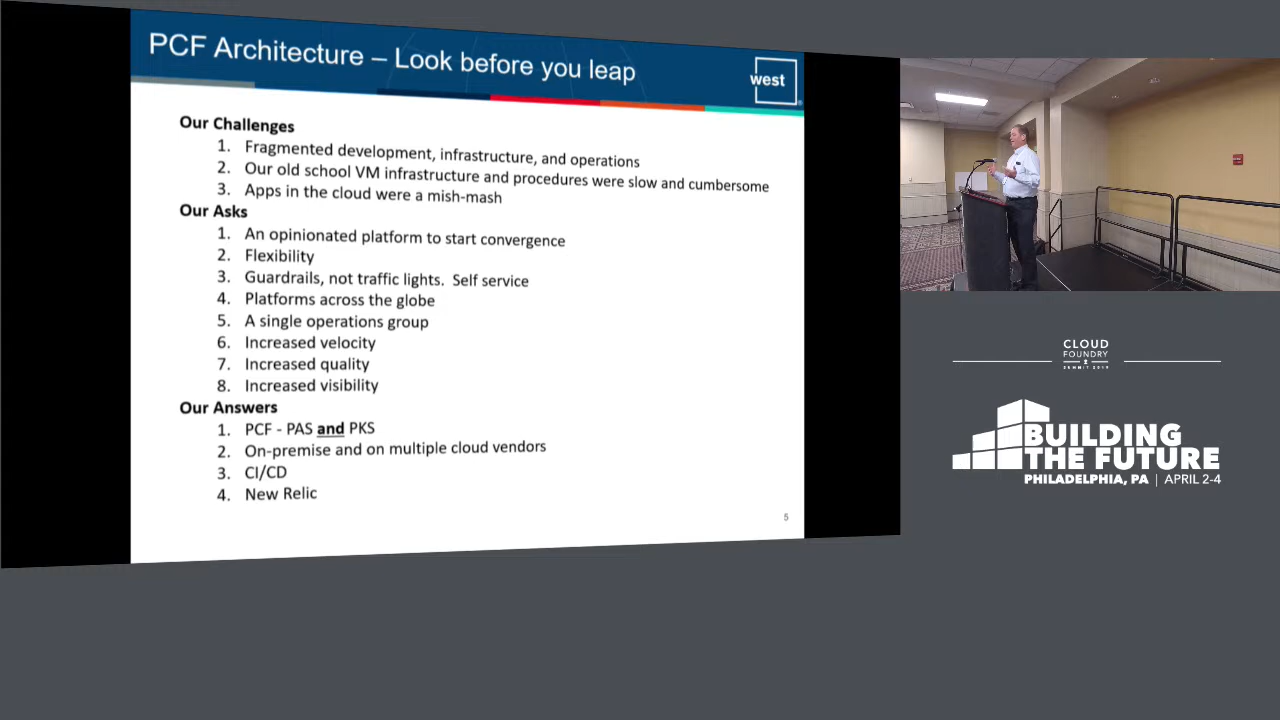 PCF Architecture – Look before you leap
west
Our Challenges
1. Fragmented development, infrastructure, and operations
2. Our old school VM infrastructure and procedures were slow and cumbersome
3. Apps in the cloud were a mish-mash
Our Asks
1. An opinionated platform to start convergence
2. Flexibility
3. Guardrails, not traffic lights.  Self service
4. Platforms across the globe
5. A single operations group
6. Increased velocity
7. Increased quality
8. Increased visibility
Our Answers
1. PCF - PAS and PKS
2. On-premise and on multiple cloud vendors
3. CI/CD
4. New Relic
5
CLOUD
FOUNDRY
SUMMIT 2019
BUILDING
THE FUTURE
PHILADELPHIA, PA | APRIL 2-4